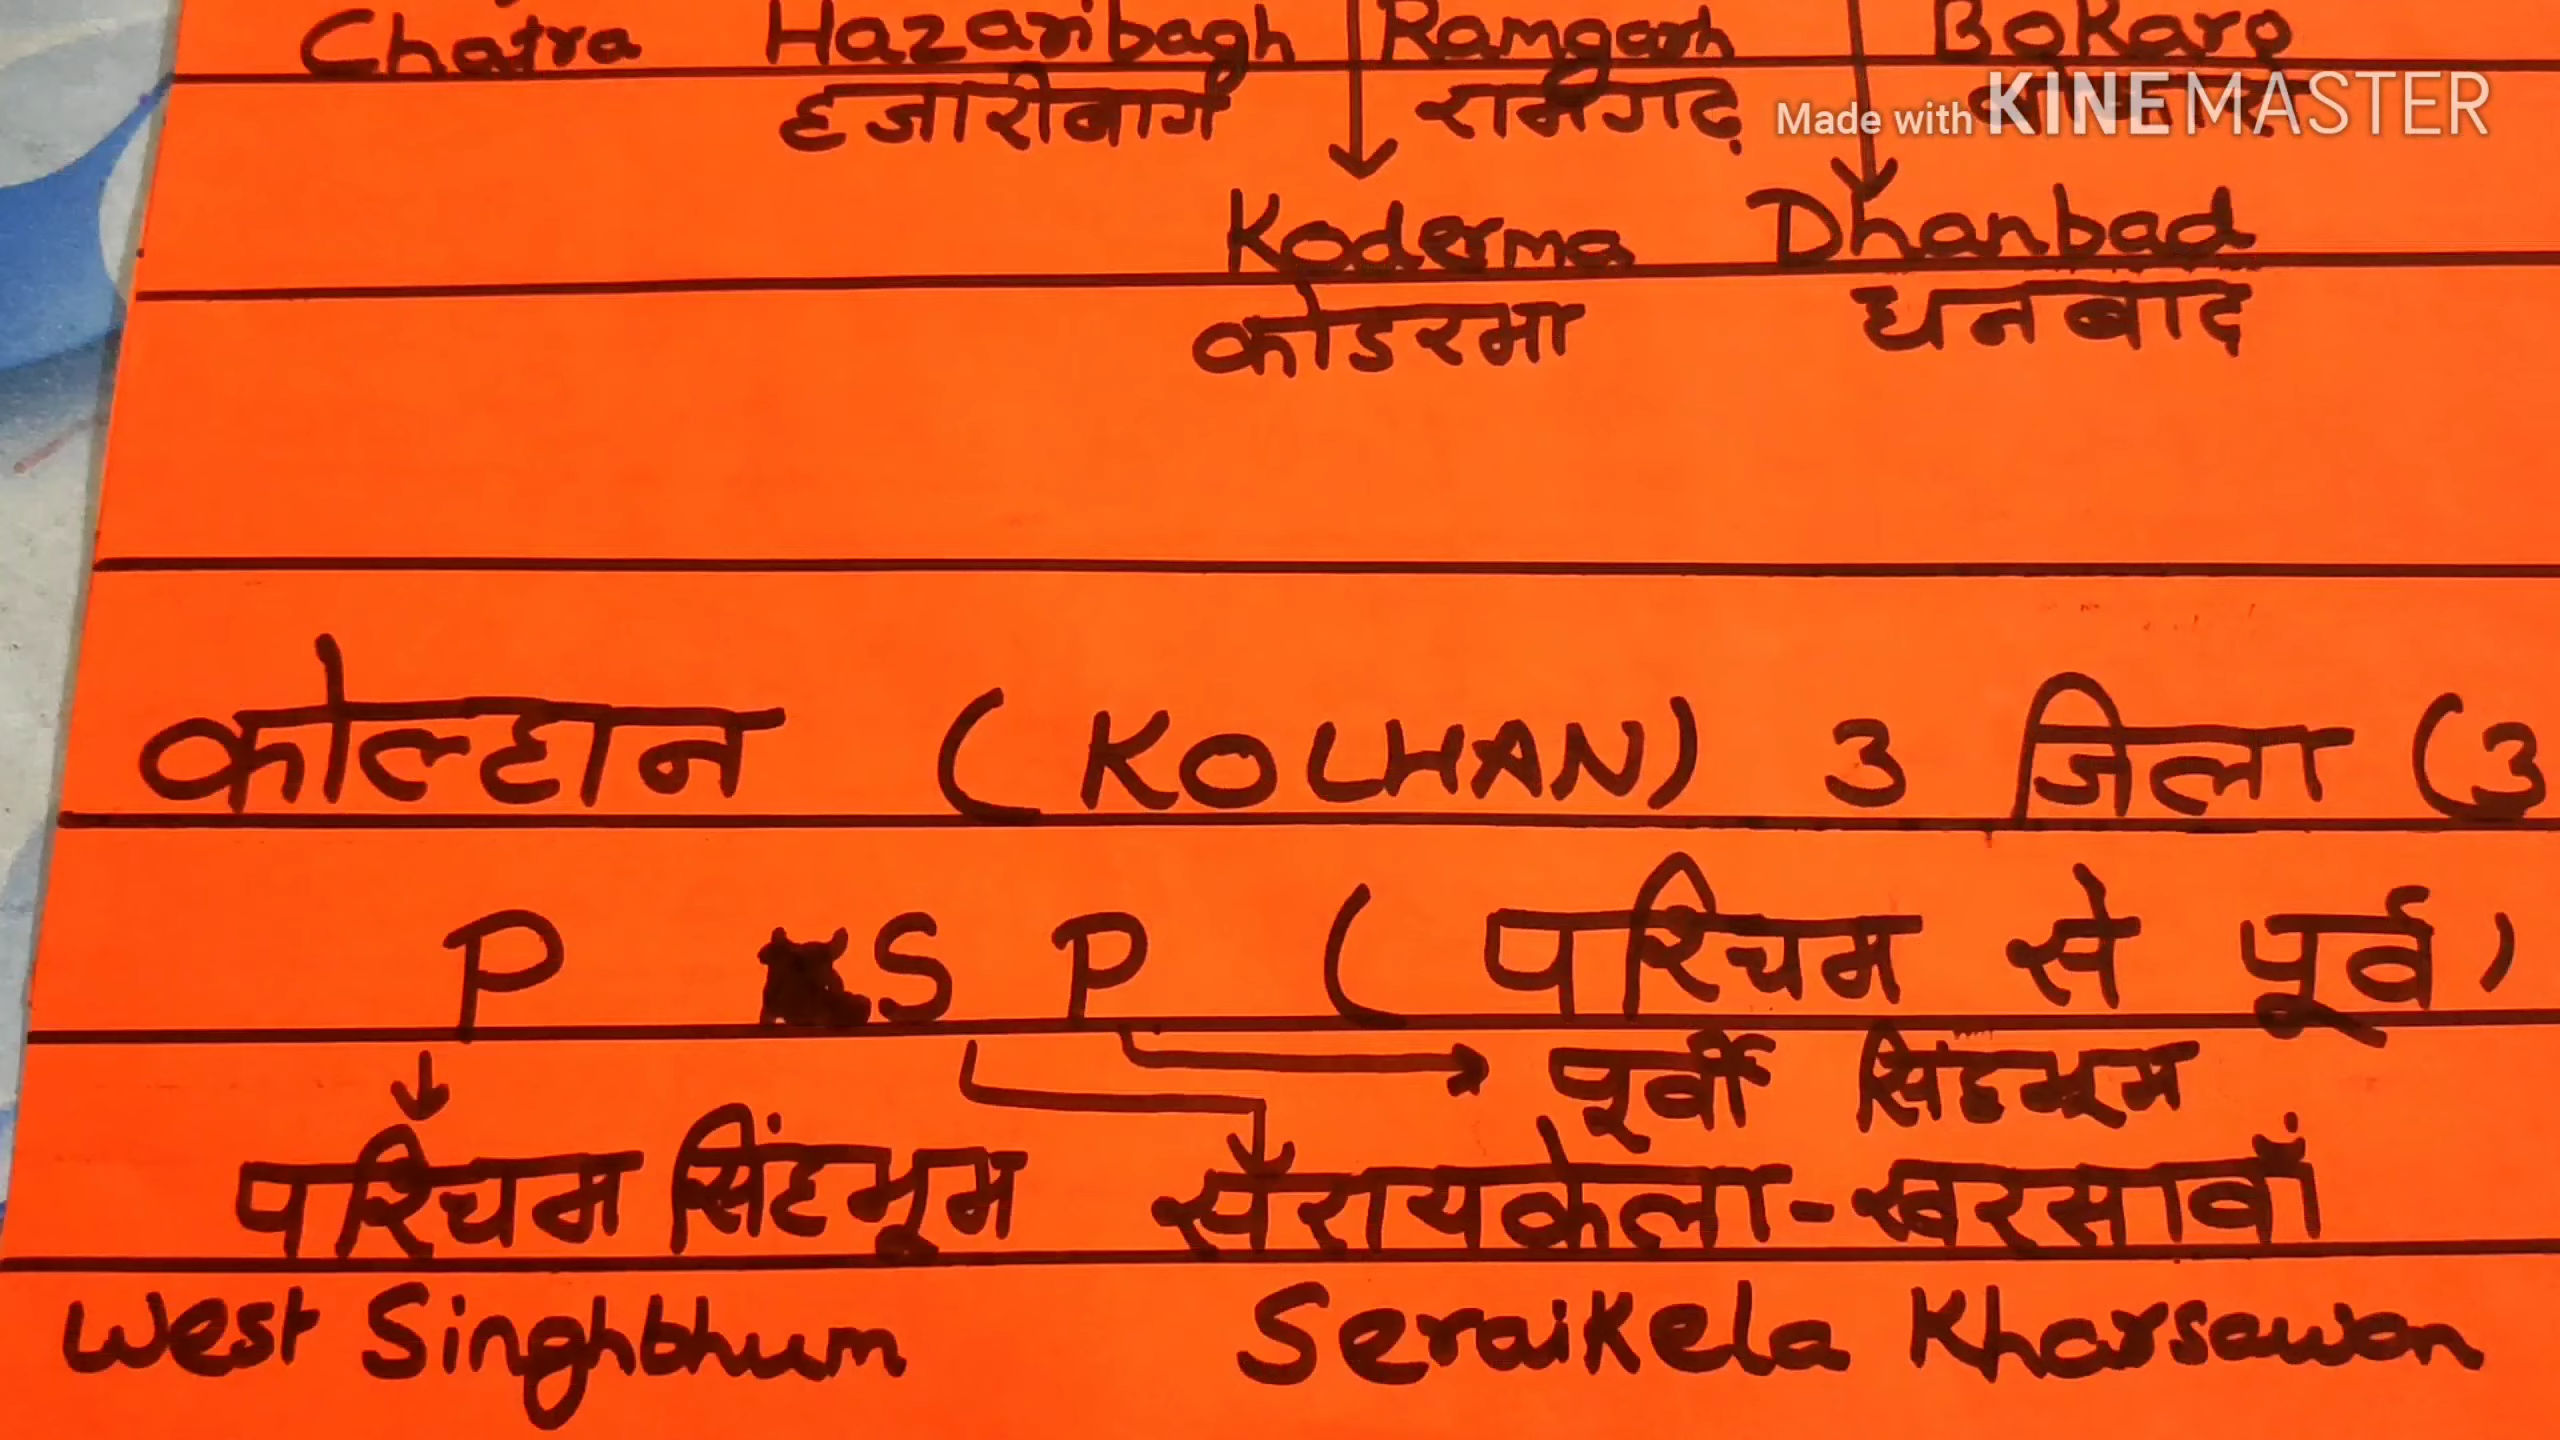 Chatra Hazaribagh Ramgarh Bokaro
हजारीबाग रामगढ़
Made with KINEMASTER
Koderma Dhanbad
कोडरमा धनबाद
कोल्हान (KOLHAN) 3 जिला (3
P S P (पश्चिम से पूर्व)
पूर्वी सिंहभूम
पश्चिम सिंहभूम सरायकेला-खरसावाँ
West Singhbhum Seraikela Kharsawan